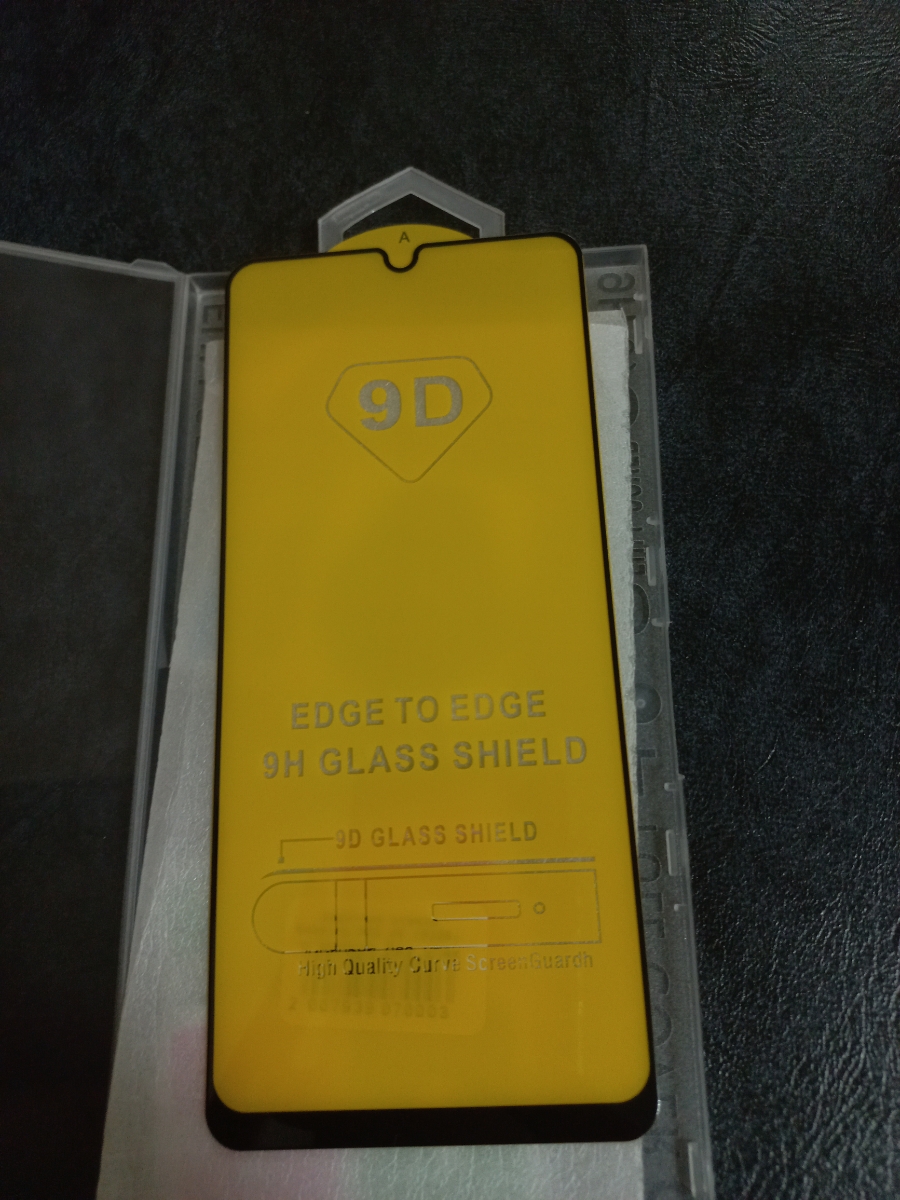 A
9D
EDGE TO EDGE
9H GLASS SHIELD
9D GLASS SHIELD
High Quality Curve ScreenGuardh